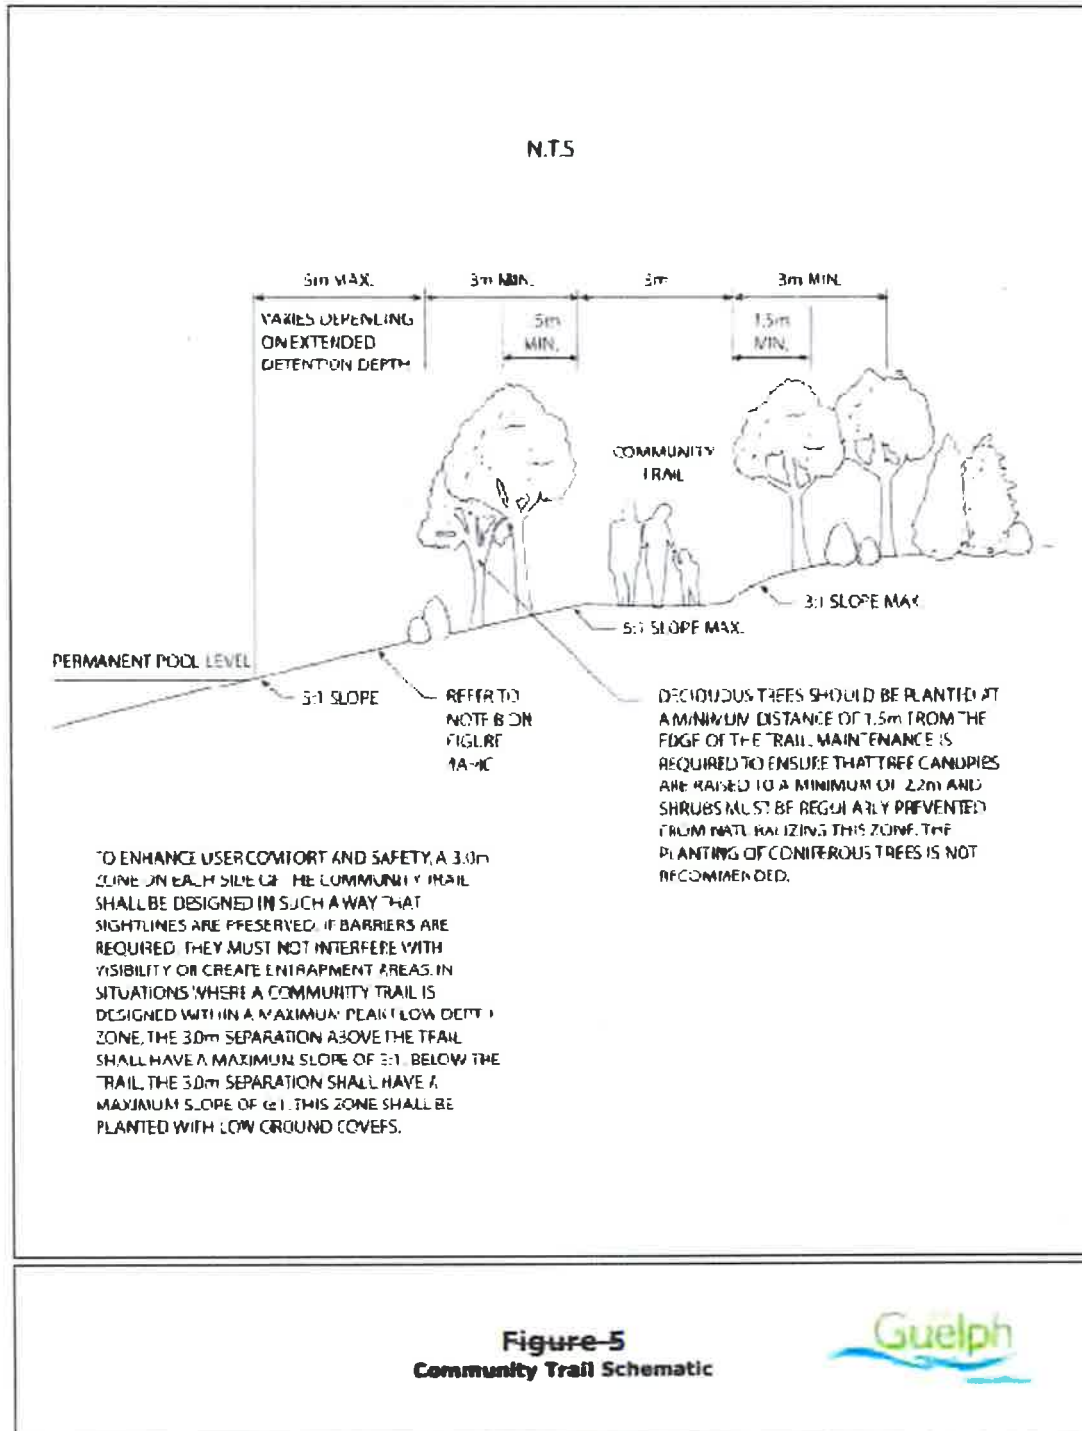 N.T.S
3m MIN.
3m MIN.
VARIES DEPENDING
ON EXTENDED
DETENTION DEPTH
MIN.
1.5m
MIN.
COMMUNITY
TRAIL
3:1 SLOPE MAX.
SLOPE MAX.
PERMANENT POOL LEVEL
SLOPE
REFER TO
NOTE B ON
FIGURE
DECIDUOUS TREES SHOULD BE PLANTED AT
A MINIMUM DISTANCE OF 1.5m FROM THE
EDGE OF THE TRAIL. MAINTENANCE IS
REQUIRED TO ENSURE THAT TREE CANOPIES
ARE RAISED TO A MINIMUM OF 2.2m AND
SHRUBS MUST BE REGULARLY PREVENTED
FROM NATURALIZING THIS ZONE. THE
PLANTING OF CONIFEROUS TREES IS NOT
RECOMMENDED.
TO ENHANCE USER COMFORT AND SAFETY, A 3.0m
ZONE ON EACH SIDE OF THE COMMUNITY TRAIL
SHALL BE DESIGNED IN SUCH A WAY THAT
SIGHTLINES ARE PRESERVED. IF BARRIERS ARE
REQUIRED, THEY MUST NOT INTERFERE WITH
VISIBILITY OR CREATE ENTRAPMENT AREAS. IN
SITUATIONS WHERE A COMMUNITY TRAIL IS
DESIGNED WITHIN A MAXIMUM PEAK FLOW DEPTH
ZONE, THE 3.0m SEPARATION ABOVE THE TRAIL
SHALL HAVE A MAXIMUM SLOPE OF 3:1. BELOW THE
TRAIL, THE 3.0m SEPARATION SHALL HAVE A
MAXIMUM SLOPE OF THIS ZONE SHALL BE
PLANTED WITH LOW GROUND COVERS.
Figure 5
Community Trail Schematic
Guelph